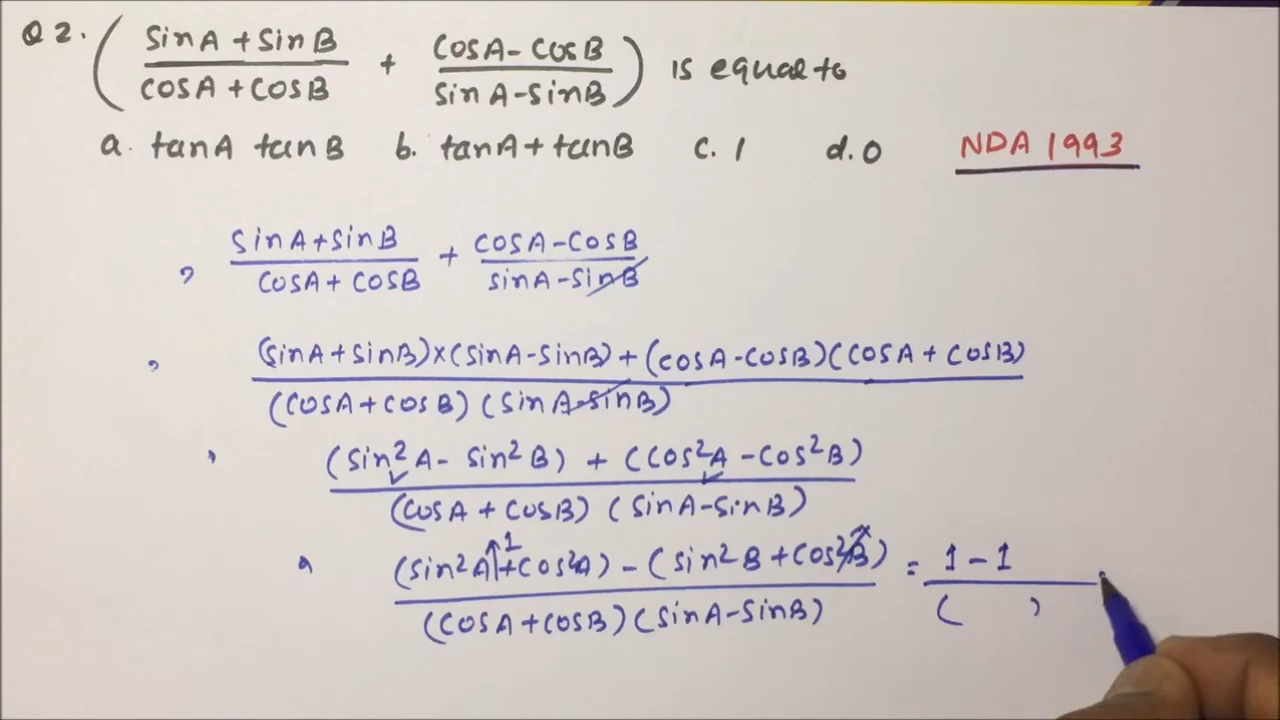 Q 2. ( (sinA + sinB)/(cosA + cosB) + (cosA - cosB)/(sinA - sinB) ) is equal to
a. tanA tanB b. tanA + tanB c. 1 d. 0 NDA 1993
, (sinA + sinB)/(cosA + cosB) + (cosA - cosB)/(sinA - sinB)
, ((sinA + sinB) × (sinA - sinB) + (cosA - cosB)(cosA + cosB))/((cosA + cosB)(sinA - sinB))
, ((sin²A - sin²B) + (cos²A - cos²B))/((cosA + cosB)(sinA - sinB))
, ((sin²A + cos²A) ↑1 - (sin²B + cos²B))/((cosA + cosB)(sinA - sinB)) = (1 - 1)/( )